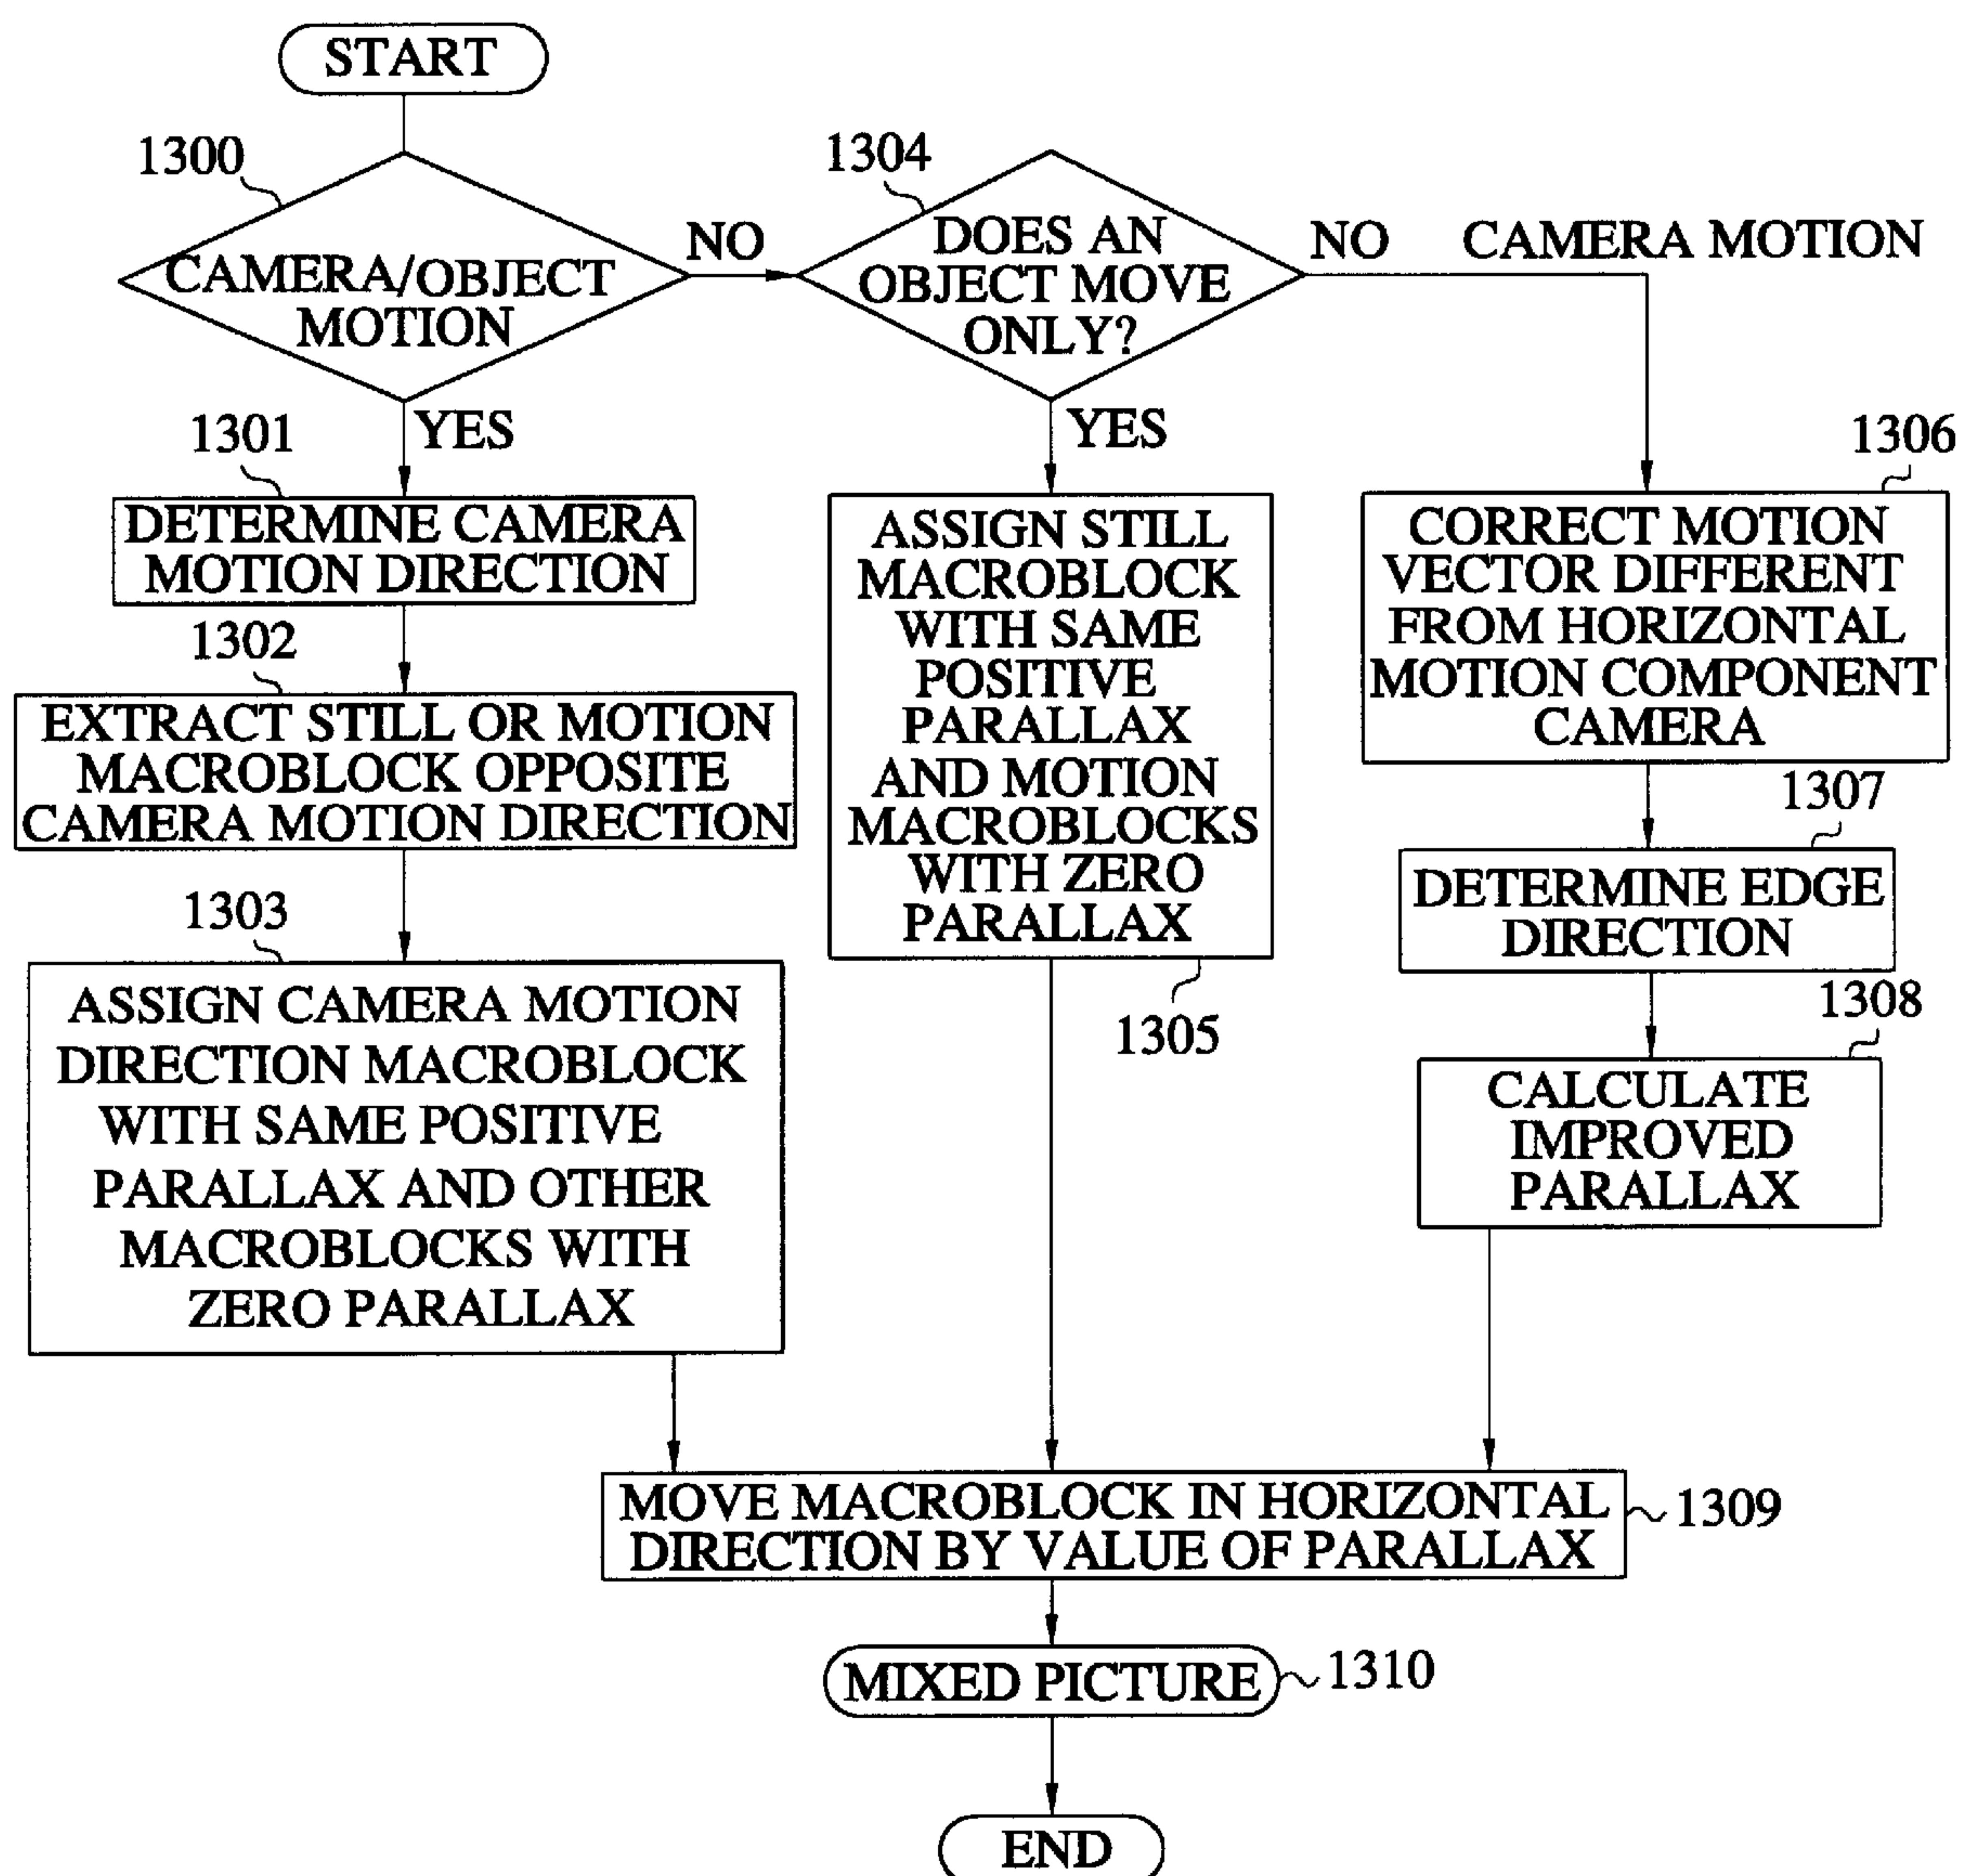 START
1300
CAMERA/OBJECT
MOTION
NO
YES
1304
DOES AN
OBJECT MOVE
ONLY?
NO CAMERA MOTION
YES
1301
DETERMINE CAMERA
MOTION DIRECTION
1302
EXTRACT STILL OR MOTION
MACROBLOCK OPPOSITE
CAMERA MOTION DIRECTION
1303
ASSIGN CAMERA MOTION
DIRECTION MACROBLOCK
WITH SAME POSITIVE
PARALLAX AND OTHER
MACROBLOCKS WITH
ZERO PARALLAX
ASSIGN STILL
MACROBLOCK
WITH SAME
POSITIVE
PARALLAX
AND MOTION
MACROBLOCKS
WITH ZERO
PARALLAX
1305
1306
CORRECT MOTION
VECTOR DIFFERENT
FROM HORIZONTAL
MOTION COMPONENT
CAMERA
1307
DETERMINE EDGE
DIRECTION
1308
CALCULATE
IMPROVED
PARALLAX
MOVE MACROBLOCK IN HORIZONTAL
DIRECTION BY VALUE OF PARALLAX
1309
MIXED PICTURE
1310
END